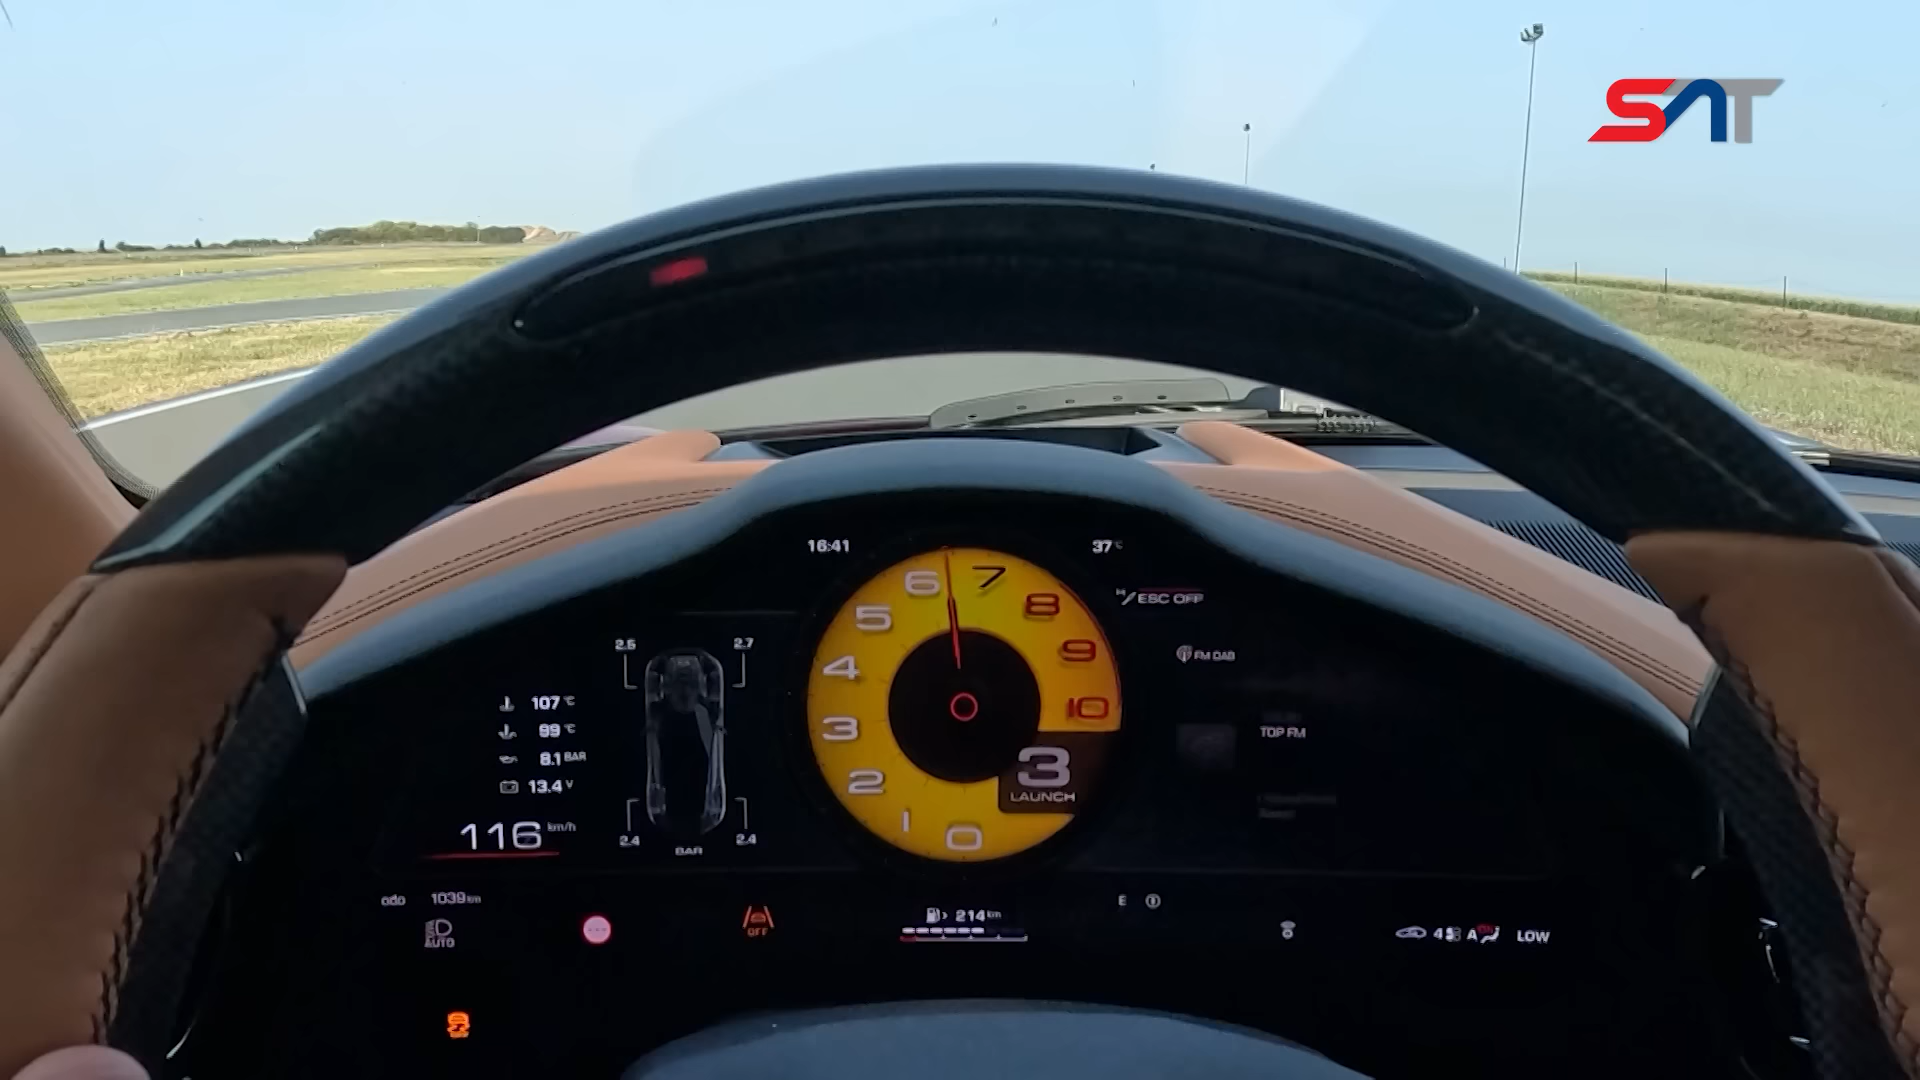 SAT
16:41
37°C
ESC OFF
FM DAB
TOP FM
2.5
2.7
107 °C
99 °C
8.1 BAR
13.4 V
116 km/h
2.4
2.4
BAR
0
1
2
3
4
5
6
7
8
9
10
3
LAUNCH
odo 1039 km
AUTO
OFF
214 km
E
4
A
LOW